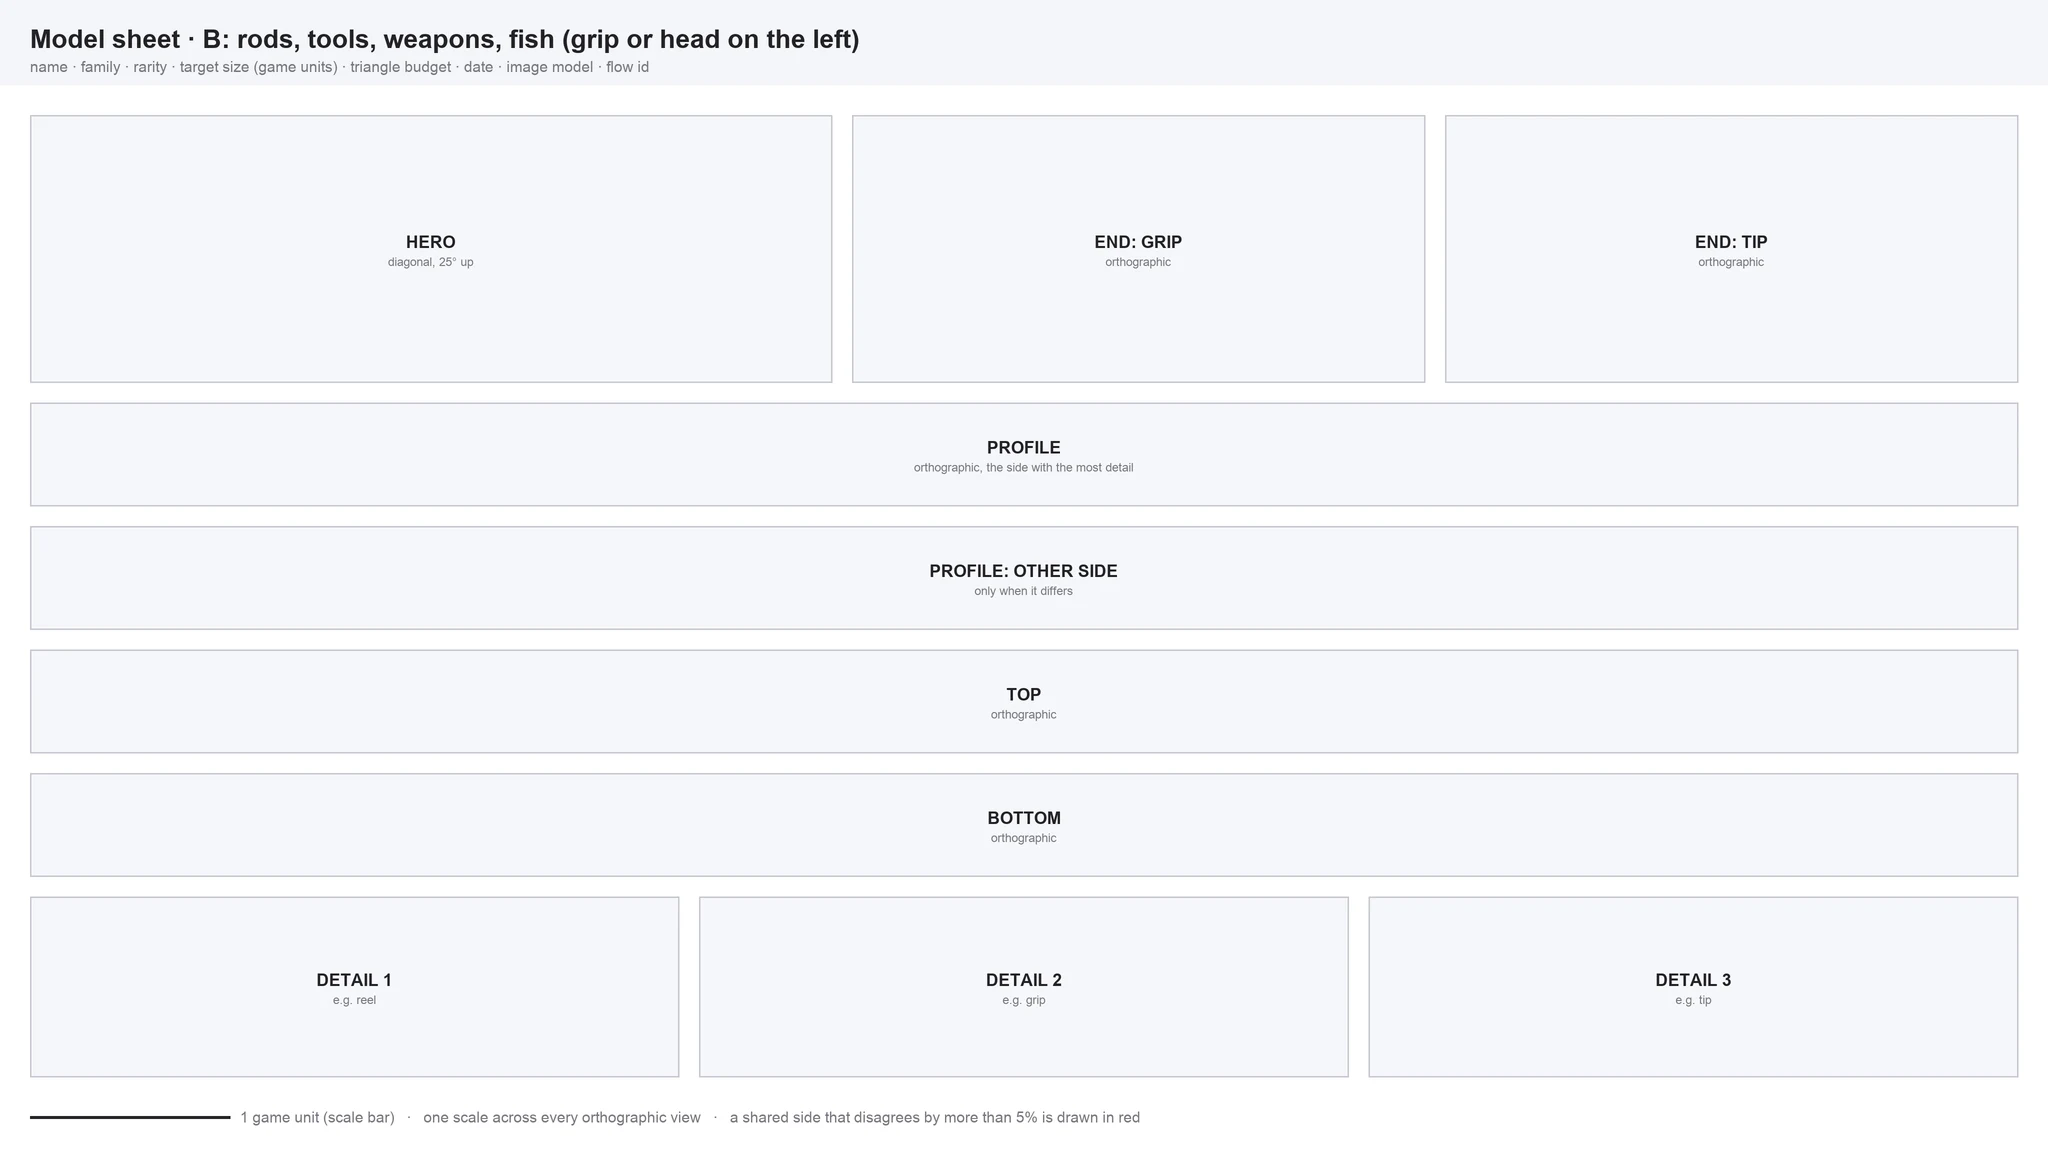 Model sheet · B: rods, tools, weapons, fish (grip or head on the left)
name · family · rarity · target size (game units) · triangle budget · date · image model · flow id
HERO
diagonal, 25° up
END: GRIP
orthographic
END: TIP
orthographic
PROFILE
orthographic, the side with the most detail
PROFILE: OTHER SIDE
only when it differs
TOP
orthographic
BOTTOM
orthographic
DETAIL 1
e.g. reel
DETAIL 2
e.g. grip
DETAIL 3
e.g. tip
1 game unit (scale bar) · one scale across every orthographic view · a shared side that disagrees by more than 5% is drawn in red